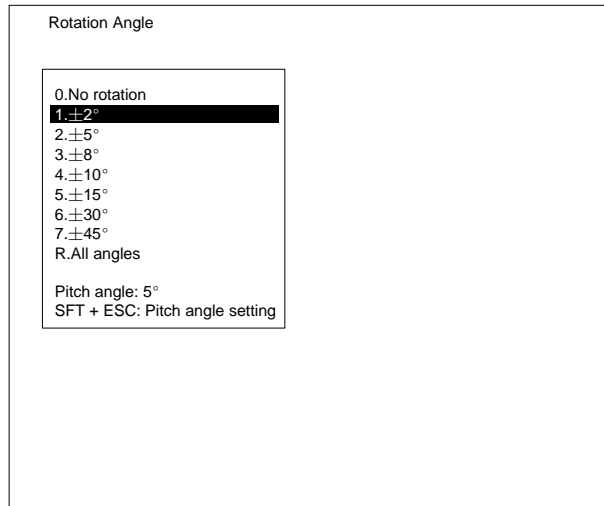 Rotation Angle
0.No rotation
1.±2°
2.±5°
3.±8°
4.±10°
5.±15°
6.±30°
7.±45°
R.All angles
Pitch angle: 5°
SFT + ESC: Pitch angle setting